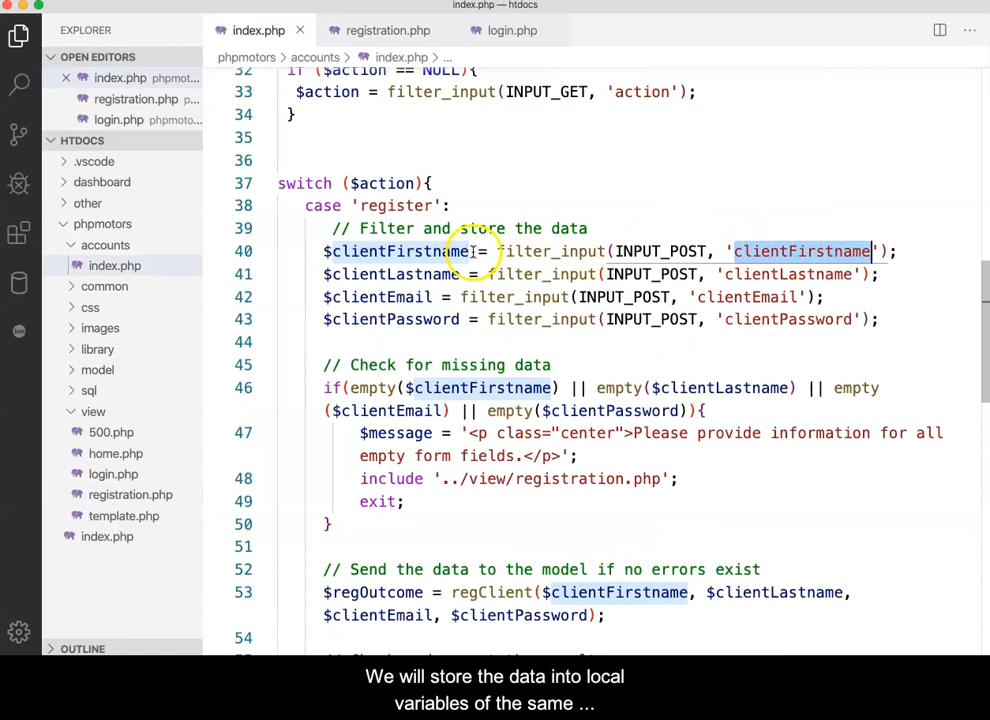 index.php — htdocs
EXPLORER
OPEN EDITORS
index.php phpmot...
registration.php p...
login.php phpmoto...
HTDOCS
.vscode
dashboard
other
phpmotors
accounts
index.php
common
css
images
library
model
sql
view
500.php
home.php
login.php
registration.php
template.php
index.php
OUTLINE
index.php
registration.php
login.php
phpmotors > accounts > index.php > ...
32 if ($action == NULL){
33 $action = filter_input(INPUT_GET, 'action');
34 }
35
36
37 switch ($action){
38 case 'register':
39 // Filter and store the data
40 $clientFirstname = filter_input(INPUT_POST, 'clientFirstname');
41 $clientLastname = filter_input(INPUT_POST, 'clientLastname');
42 $clientEmail = filter_input(INPUT_POST, 'clientEmail');
43 $clientPassword = filter_input(INPUT_POST, 'clientPassword');
44
45 // Check for missing data
46 if(empty($clientFirstname) || empty($clientLastname) || empty
($clientEmail) || empty($clientPassword)){
47 $message = '<p class="center">Please provide information for all
empty form fields.</p>';
48 include '../view/registration.php';
49 exit;
50 }
51
52 // Send the data to the model if no errors exist
53 $regOutcome = regClient($clientFirstname, $clientLastname,
$clientEmail, $clientPassword);
54
We will store the data into local
variables of the same ...